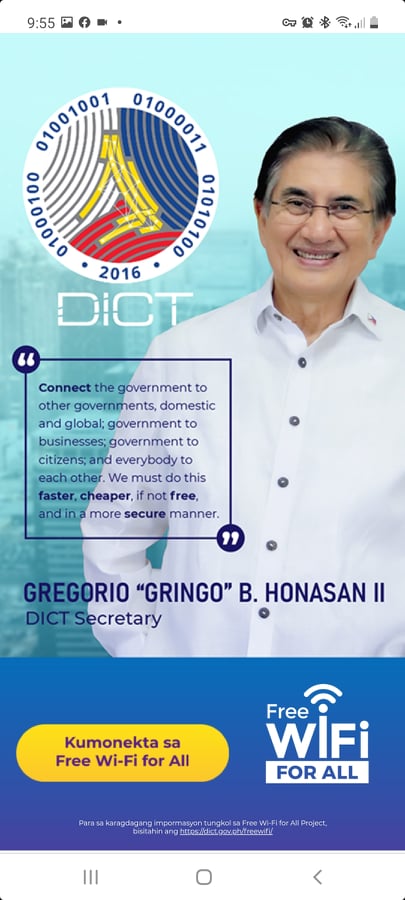 9:55
01000100 01001001 01000011 01010100
• 2016 •
DiCT
“
Connect the government to
other governments, domestic
and global; government to
businesses; government to
citizens; and everybody to
each other. We must do this
faster, cheaper, if not free,
and in a more secure manner.
”
GREGORIO “GRINGO” B. HONASAN II
DICT Secretary
Kumonekta sa
Free Wi-Fi for All
Free
WiFi
FOR ALL
Para sa karagdagang impormasyon tungkol sa Free Wi-Fi for All Project,
bisitahin ang https://dict.gov.ph/freewifi/